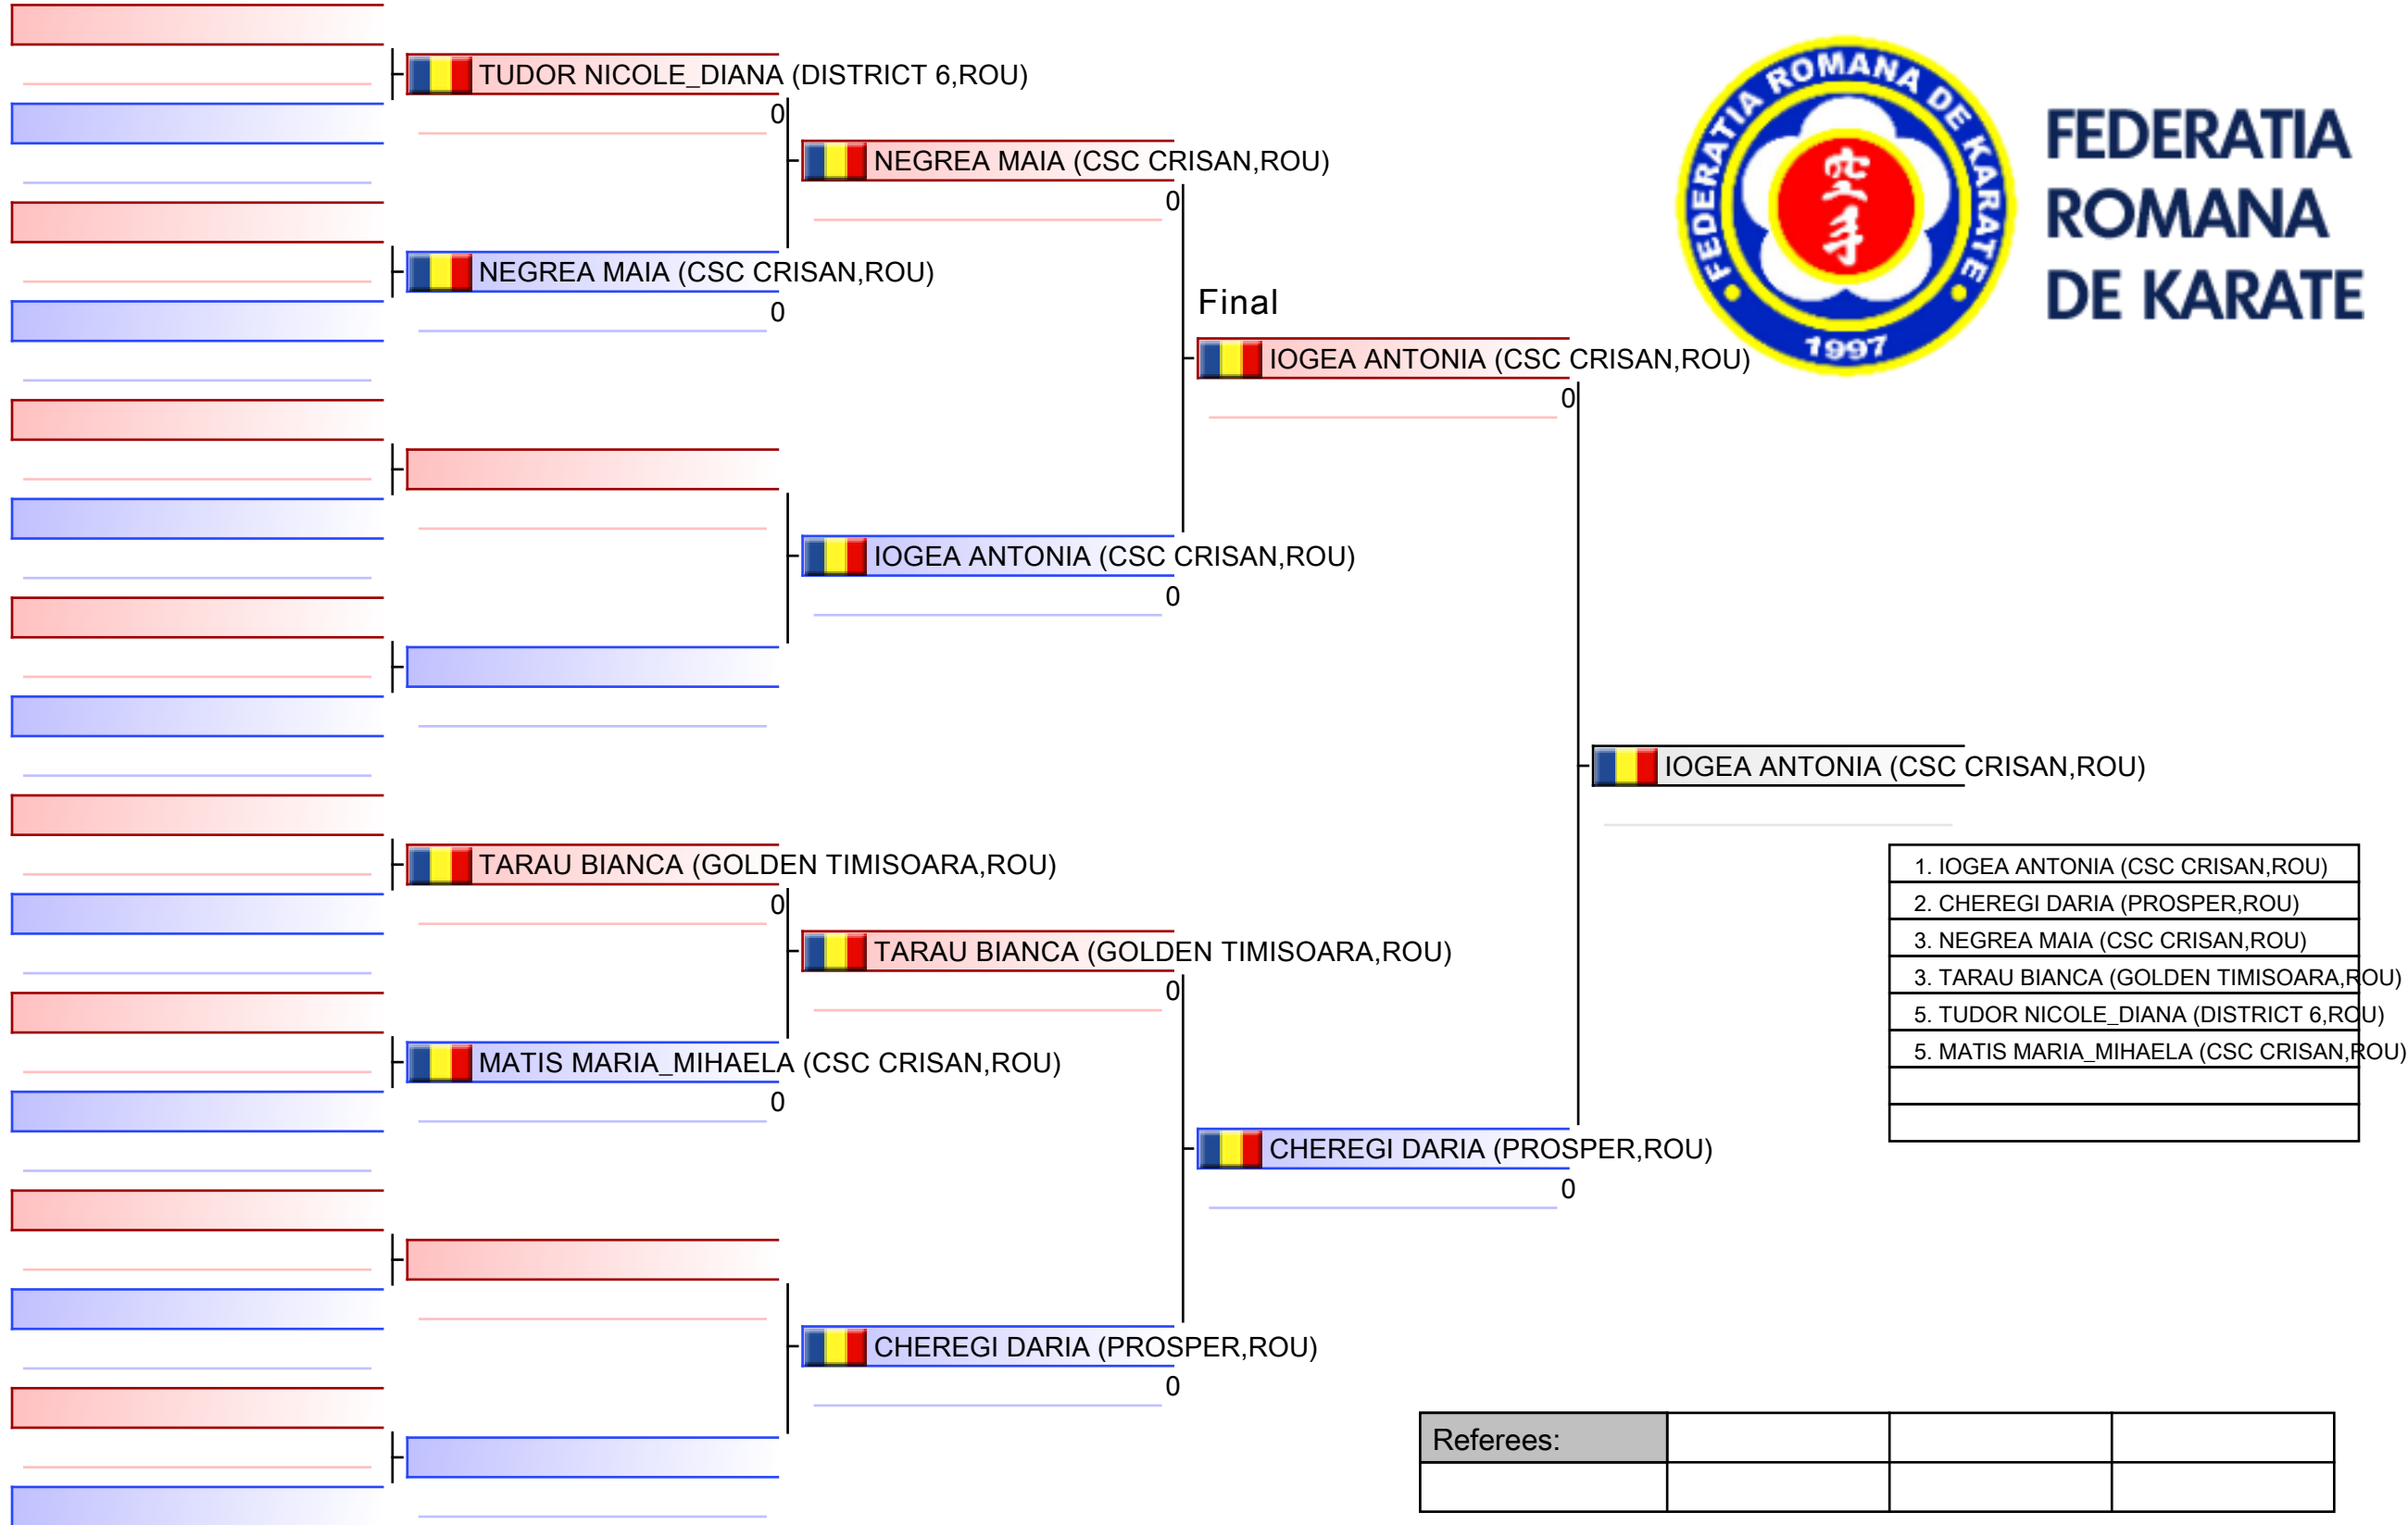 TUDOR NICOLE_DIANA (DISTRICT 6,ROU)
0
NEGREA MAIA (CSC CRISAN,ROU)
0
NEGREA MAIA (CSC CRISAN,ROU)
0
Final
IOGEA ANTONIA (CSC CRISAN,ROU)
0
IOGEA ANTONIA (CSC CRISAN,ROU)
0
IOGEA ANTONIA (CSC CRISAN,ROU)
TARAU BIANCA (GOLDEN TIMISOARA,ROU)
0
TARAU BIANCA (GOLDEN TIMISOARA,ROU)
0
MATIS MARIA_MIHAELA (CSC CRISAN,ROU)
0
CHEREGI DARIA (PROSPER,ROU)
0
CHEREGI DARIA (PROSPER,ROU)
0
FEDERATIA ROMANA DE KARATE
空手
1997
FEDERATIA
ROMANA
DE KARATE
1. IOGEA ANTONIA (CSC CRISAN,ROU)
2. CHEREGI DARIA (PROSPER,ROU)
3. NEGREA MAIA (CSC CRISAN,ROU)
3. TARAU BIANCA (GOLDEN TIMISOARA,ROU)
5. TUDOR NICOLE_DIANA (DISTRICT 6,ROU)
5. MATIS MARIA_MIHAELA (CSC CRISAN,ROU)
Referees: